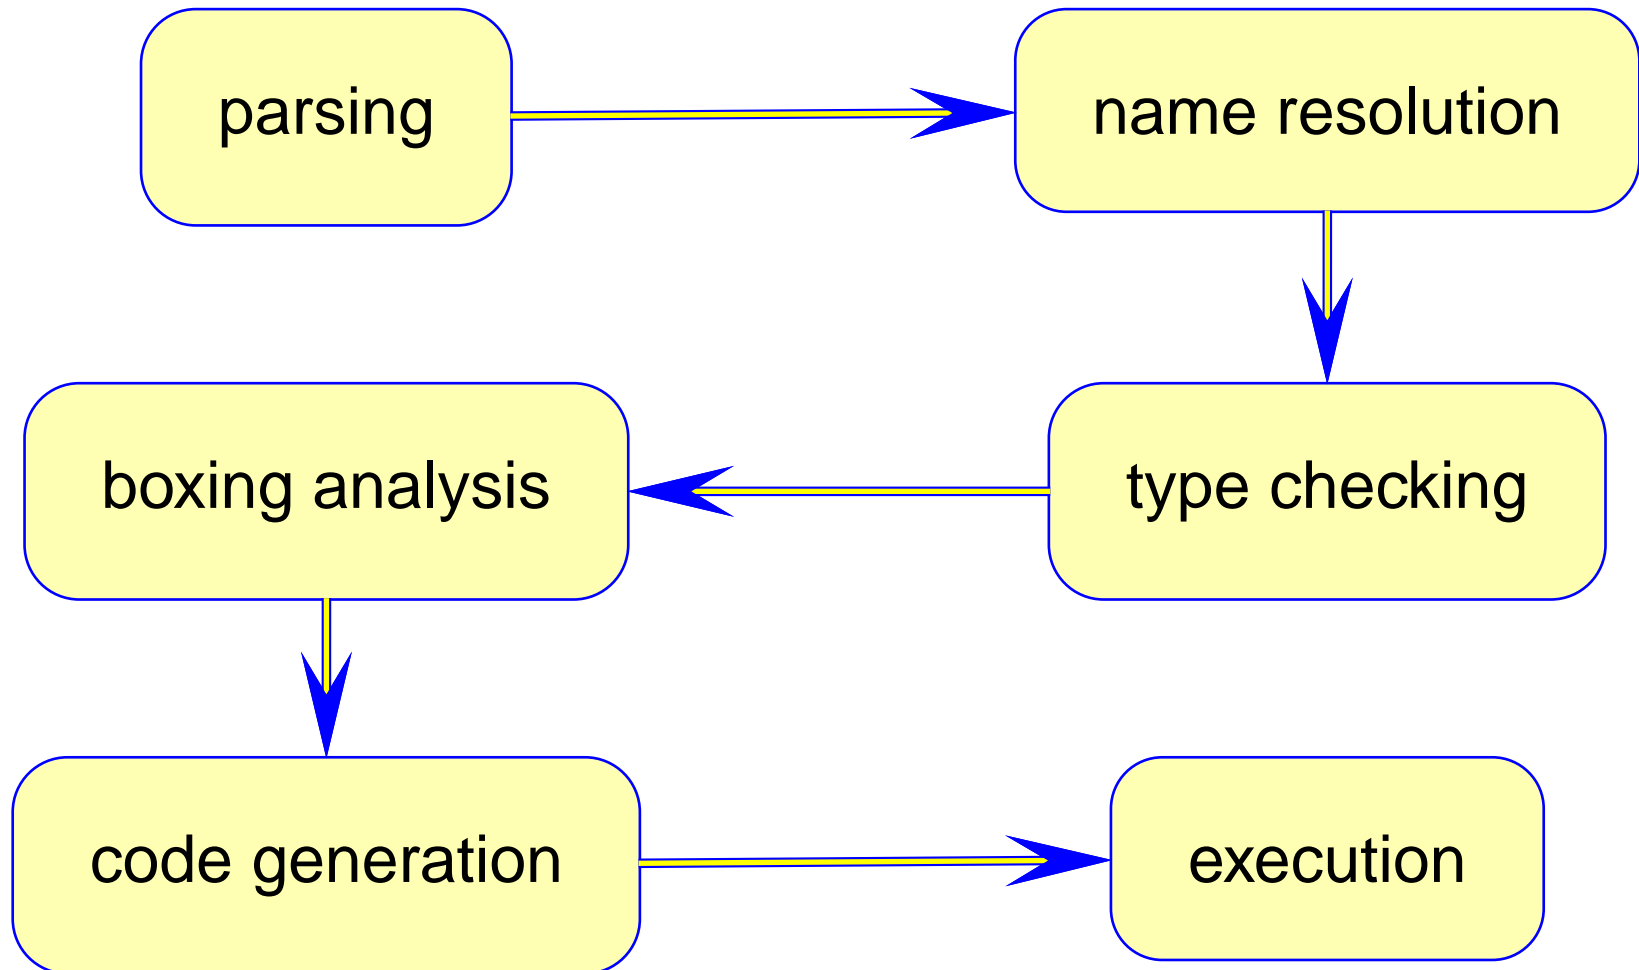 parsing
name resolution
type checking
boxing analysis
code generation
execution